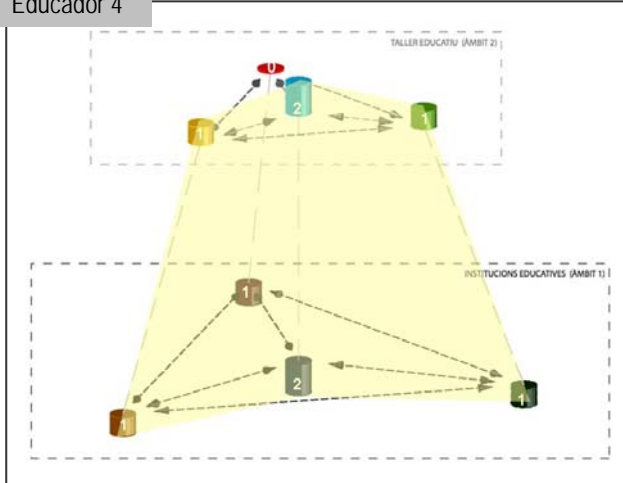 Educador 4
TALLER EDUCATIU (ÀMBIT 2)
0
2
1
1
INSTITUCIONS EDUCATIVES (ÀMBIT 1)
1
2
1
1